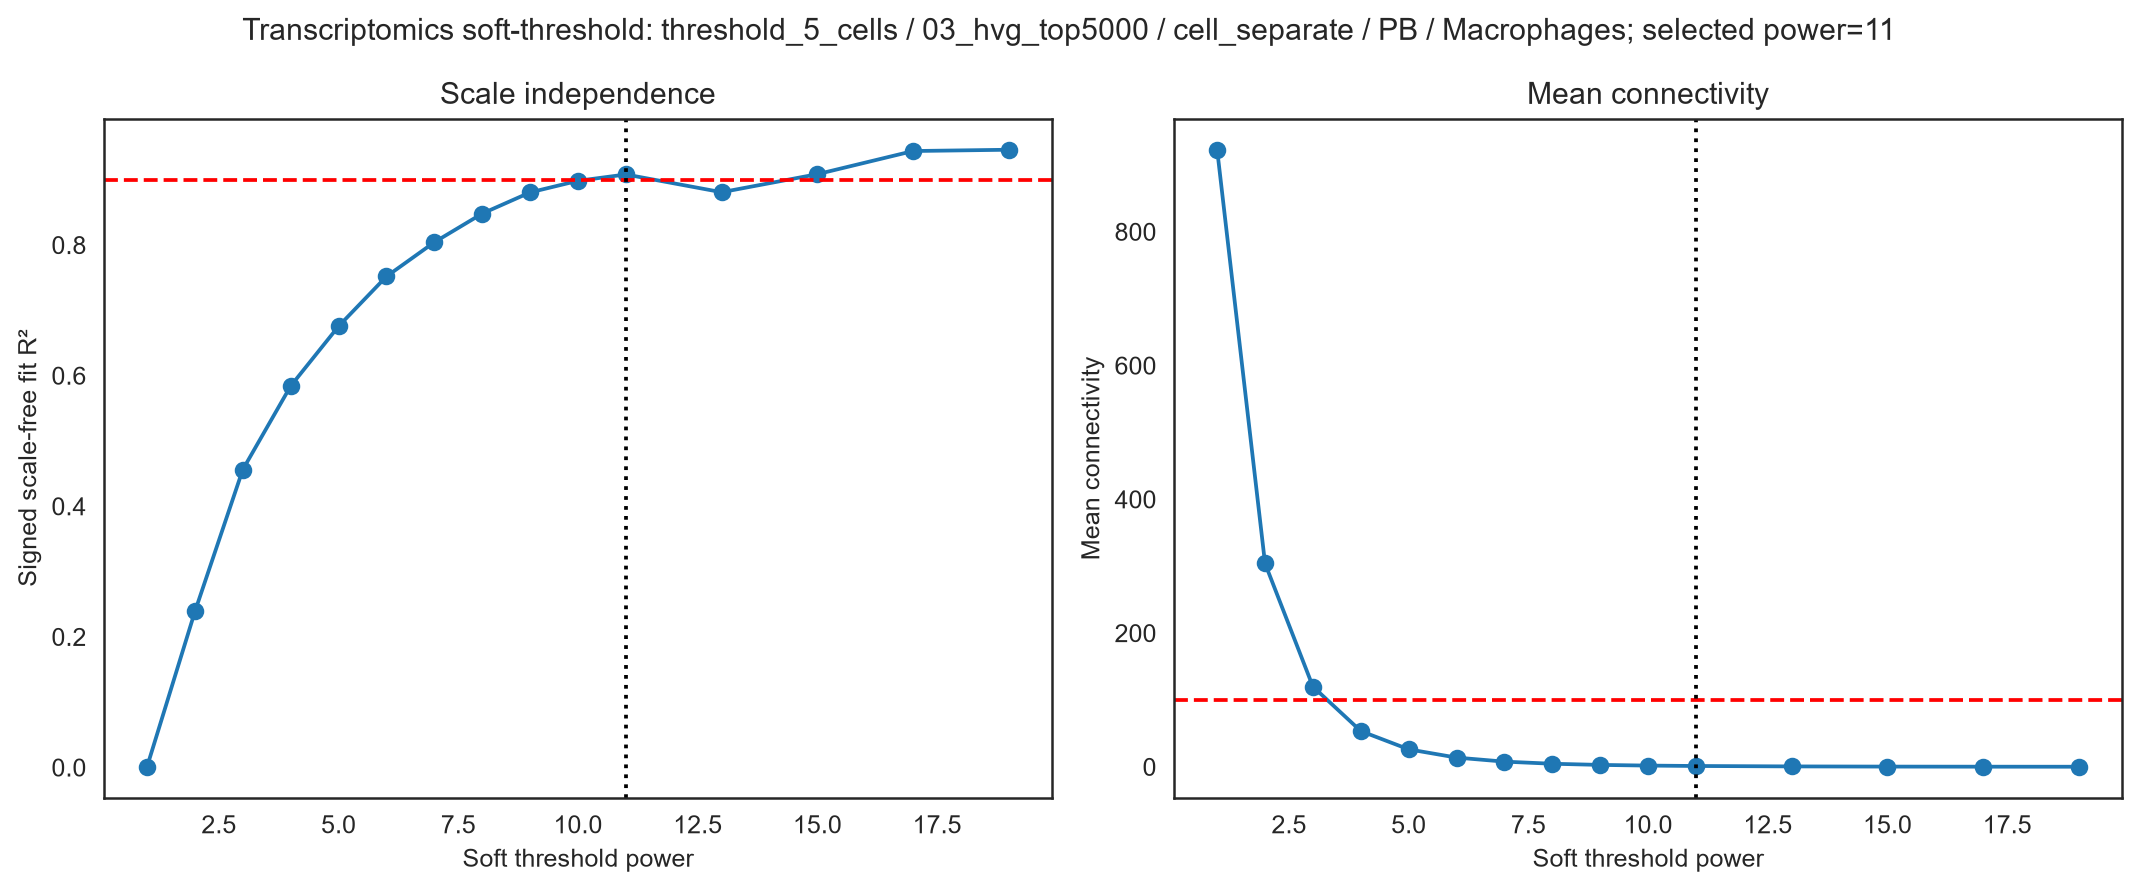 Transcriptomics soft-threshold: threshold_5_cells / 03_hvg_top5000 / cell_separate / PB / Macrophages; selected power=11
Scale independence
Signed scale-free fit R²
0.8
0.6
0.4
0.2
0.0
2.5 5.0 7.5 10.0 12.5 15.0 17.5
Soft threshold power
Mean connectivity
Mean connectivity
800
600
400
200
0
2.5 5.0 7.5 10.0 12.5 15.0 17.5
Soft threshold power